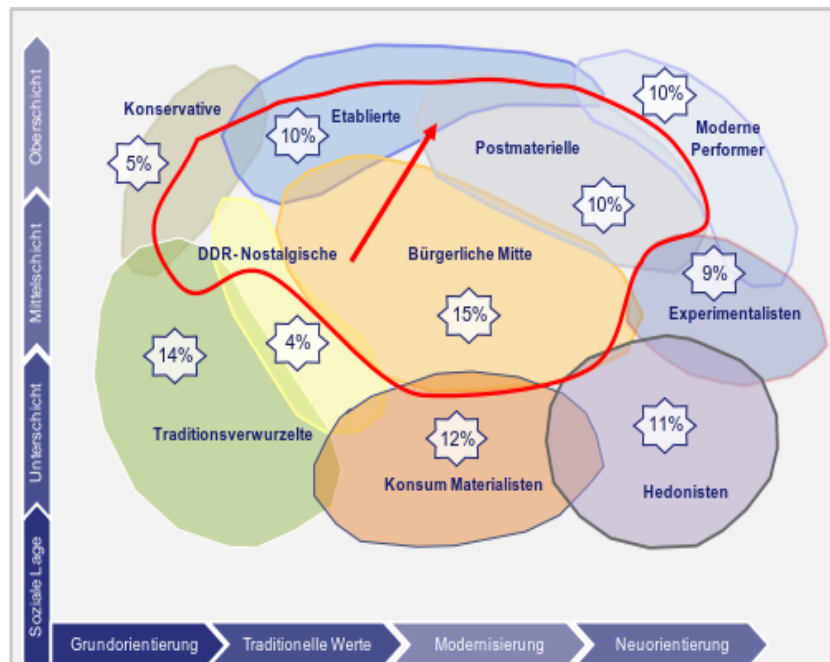 Oberschicht
Mittelschicht
Unterschicht
Soziale Lage
Konservative
5%
Etablierte
10%
10%
Moderne
Performer
Postmaterielle
10%
DDR-Nostalgische
4%
Bürgerliche Mitte
15%
9%
Experimentalisten
14%
Traditionsverwurzelte
12%
Konsum Materialisten
11%
Hedonisten
Grundorientierung
Traditionelle Werte
Modernisierung
Neuorientierung